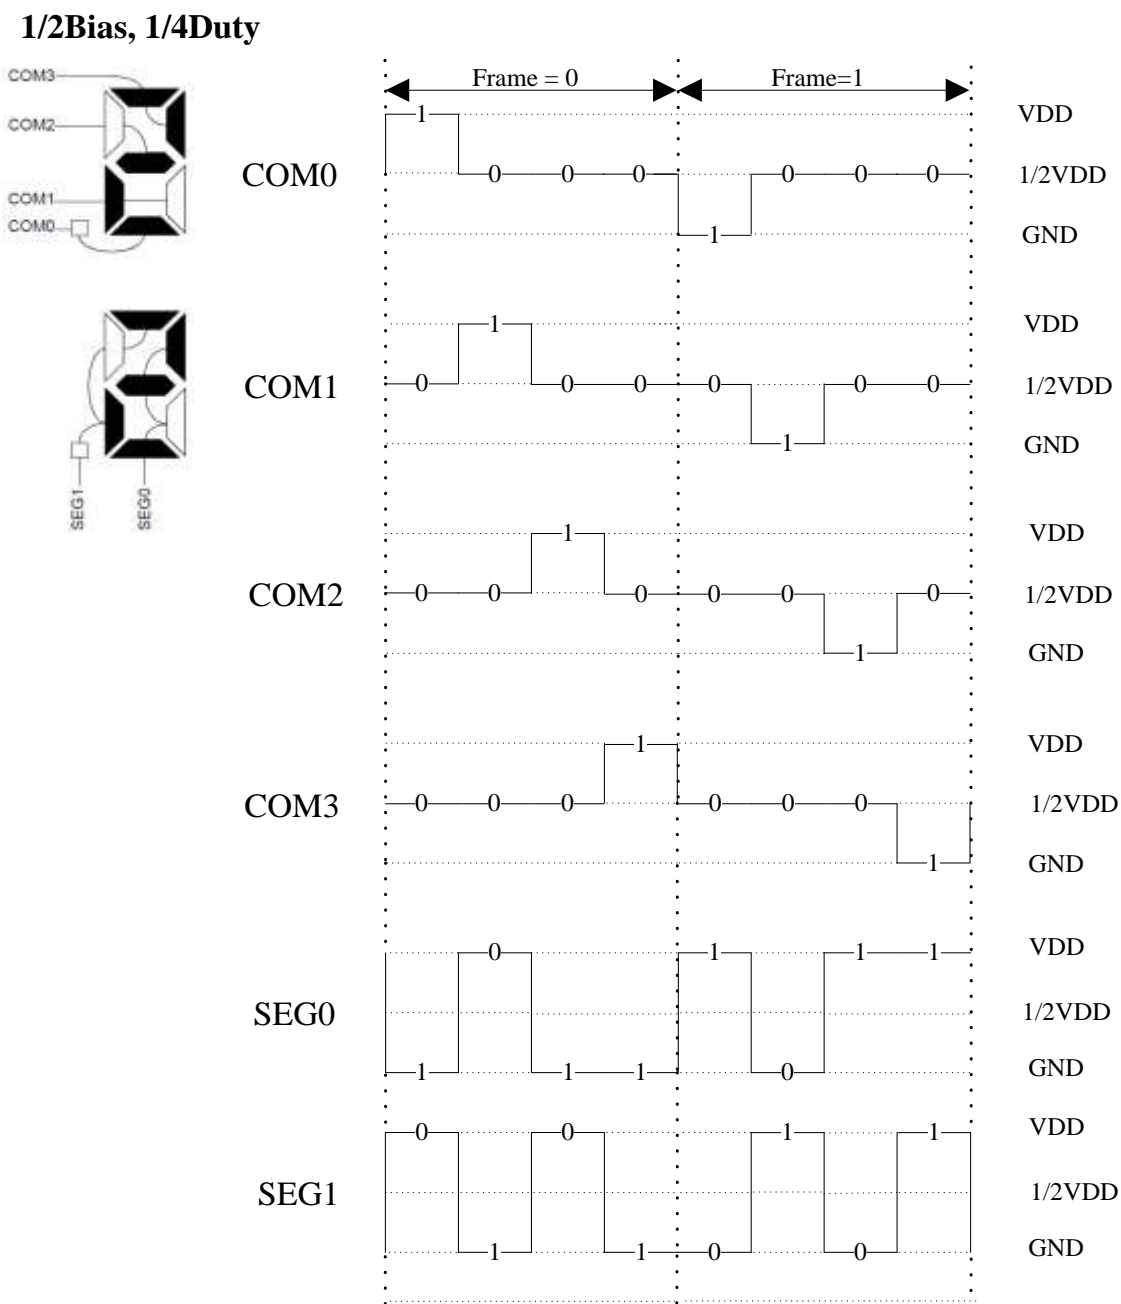 1/2Bias, 1/4Duty
COM3
COM2
COM1
COM0
SEG1
SEG0
Frame = 0 Frame=1
COM0
1 0 0 0 1 0 0 0
VDD
1/2VDD
GND
COM1
0 1 0 0 0 1 0 0
VDD
1/2VDD
GND
COM2
0 0 1 0 0 0 1 0
VDD
1/2VDD
GND
COM3
0 0 0 1 0 0 0 1
VDD
1/2VDD
GND
SEG0
1 0 1 1 1 0 1 1
VDD
1/2VDD
GND
SEG1
0 1 0 1 0 1 0 1
VDD
1/2VDD
GND